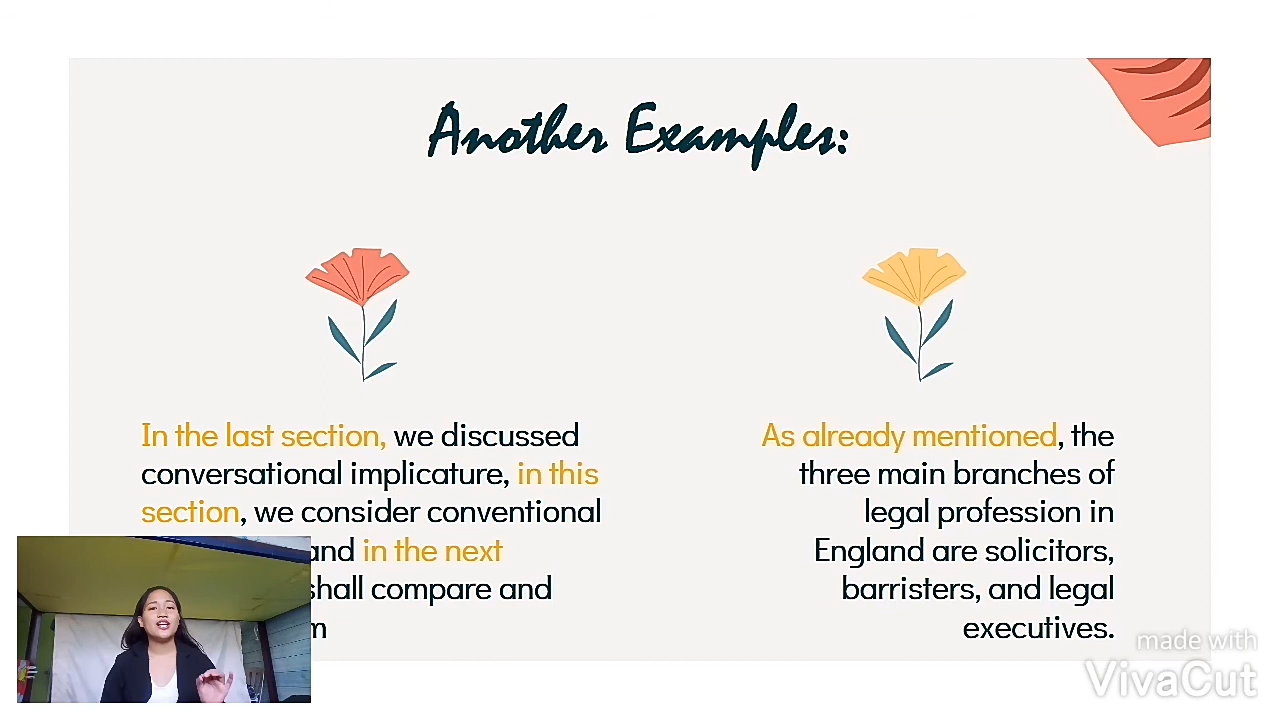 Another Examples:
In the last section, we discussed
conversational implicature, in this
section, we consider conventional
and in the next
shall compare and
As already mentioned, the
three main branches of
legal profession in
England are solicitors,
barristers, and legal
executives.
made with
VivaCut